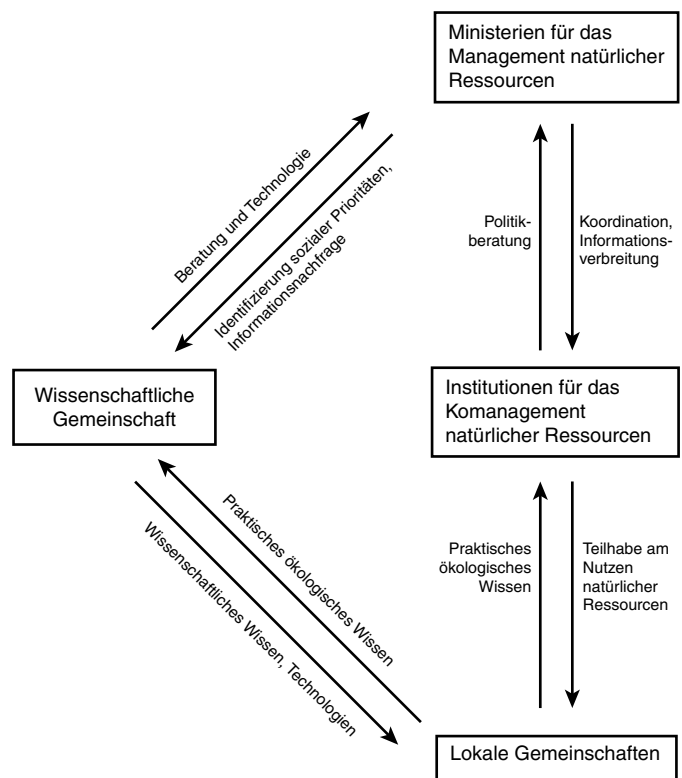 Ministerien für das
Management natürlicher
Ressourcen
Beratung und Technologie
Identifizierung sozialer Prioritäten,
Informationsnachfrage
Politik-
beratung
Koordination,
Informations-
verbreitung
Wissenschaftliche
Gemeinschaft
Institutionen für das
Komanagement
natürlicher Ressourcen
Praktisches ökologisches Wissen
Wissenschaftliches Wissen, Technologien
Praktisches
ökologisches
Wissen
Teilhabe am
Nutzen
natürlicher
Ressourcen
Lokale Gemeinschaften